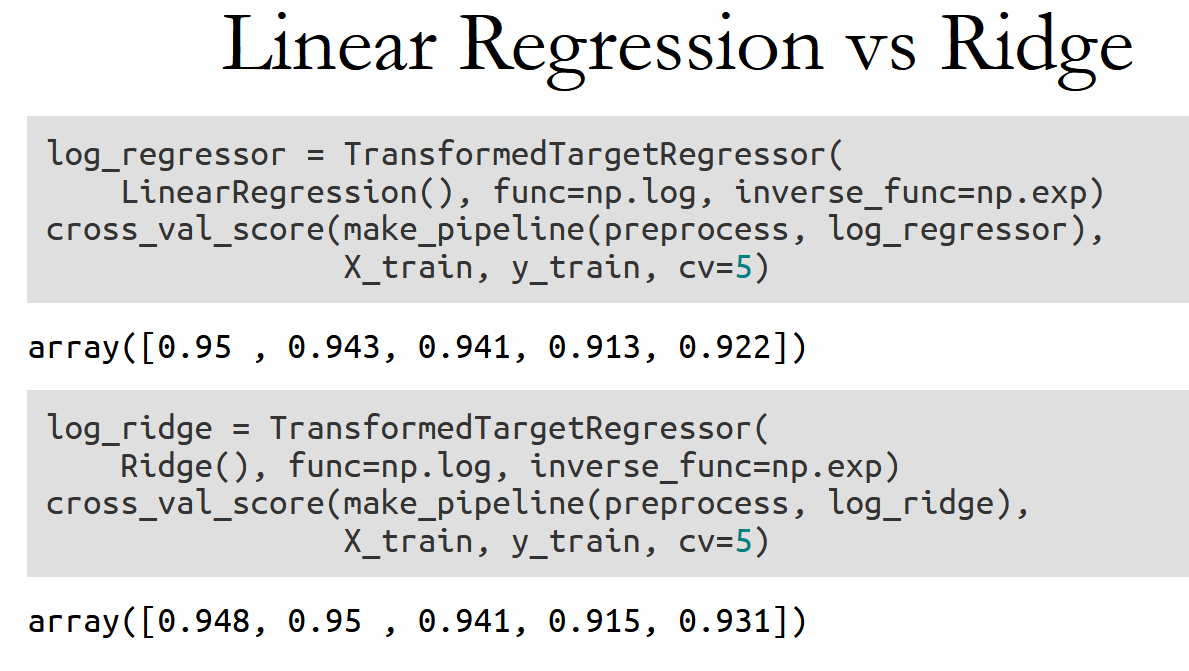 Linear Regression vs Ridge
log_regressor = TransformedTargetRegressor(
    LinearRegression(), func=np.log, inverse_func=np.exp)
cross_val_score(make_pipeline(preprocess, log_regressor),
                X_train, y_train, cv=5)
array([0.95 , 0.943, 0.941, 0.913, 0.922])
log_ridge = TransformedTargetRegressor(
    Ridge(), func=np.log, inverse_func=np.exp)
cross_val_score(make_pipeline(preprocess, log_ridge),
                X_train, y_train, cv=5)
array([0.948, 0.95 , 0.941, 0.915, 0.931])